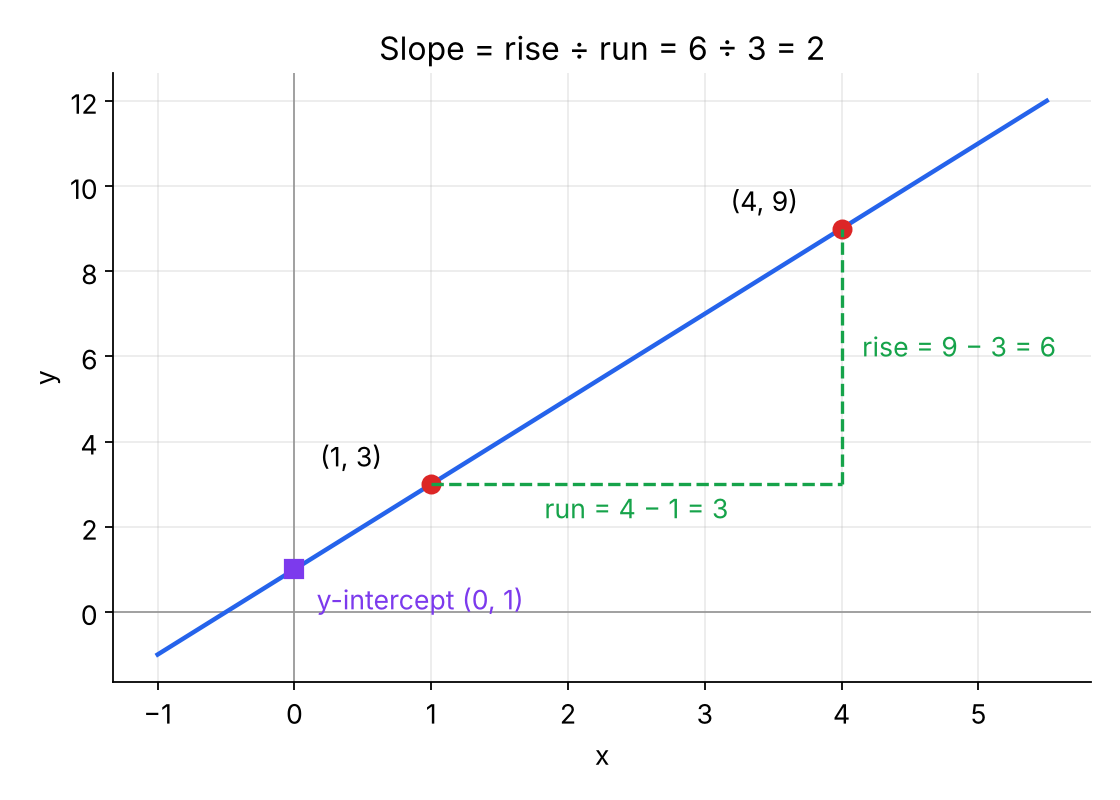 Slope = rise ÷ run = 6 ÷ 3 = 2
12
10
8
6
4
2
0
y
(4, 9)
rise = 9 − 3 = 6
(1, 3)
run = 4 − 1 = 3
y-intercept (0, 1)
−1 0 1 2 3 4 5
x